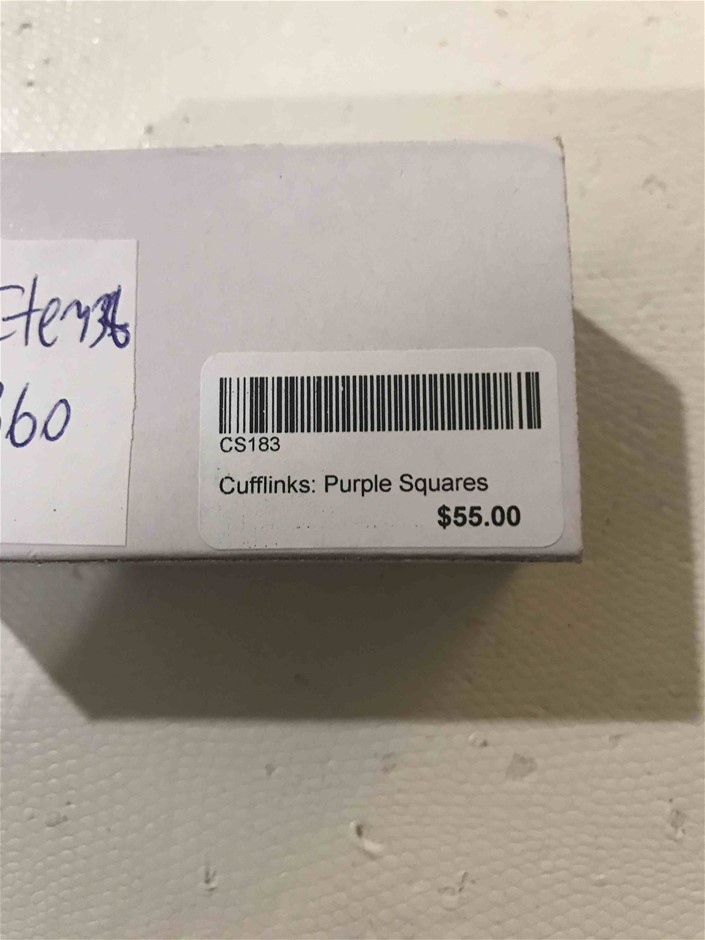 CS183
Cufflinks: Purple Squares
$55.00